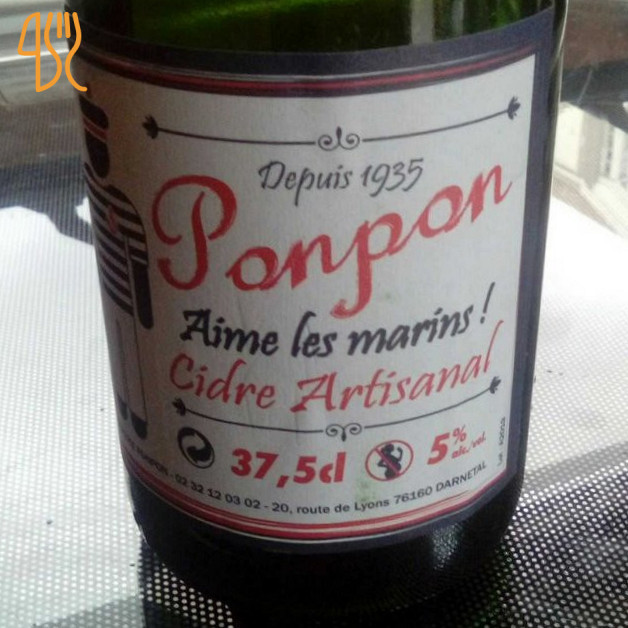 Depuis 1935
Ponpon
Aime les marins !
Cidre Artisanal
37,5cl 5% alc./vol.
PONPON - 02 32 12 03 02 - 20, route de Lyons 76160 DARNETAL